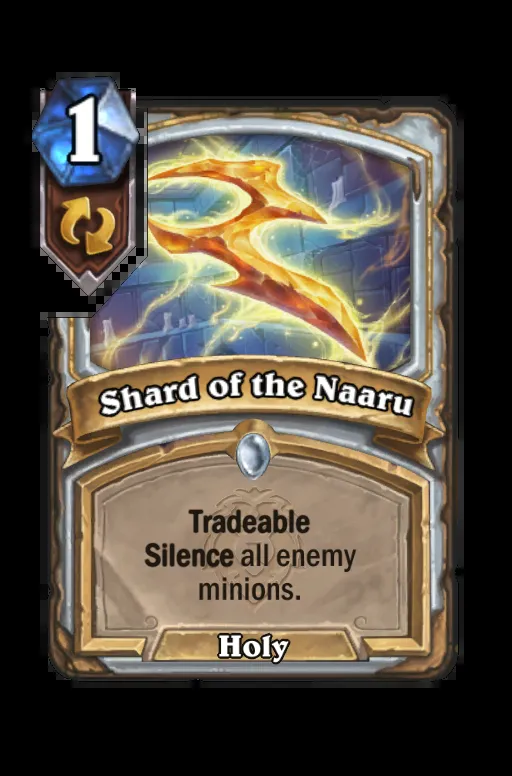 1
Shard of the Naaru
Tradeable
Silence all enemy
minions.
Holy